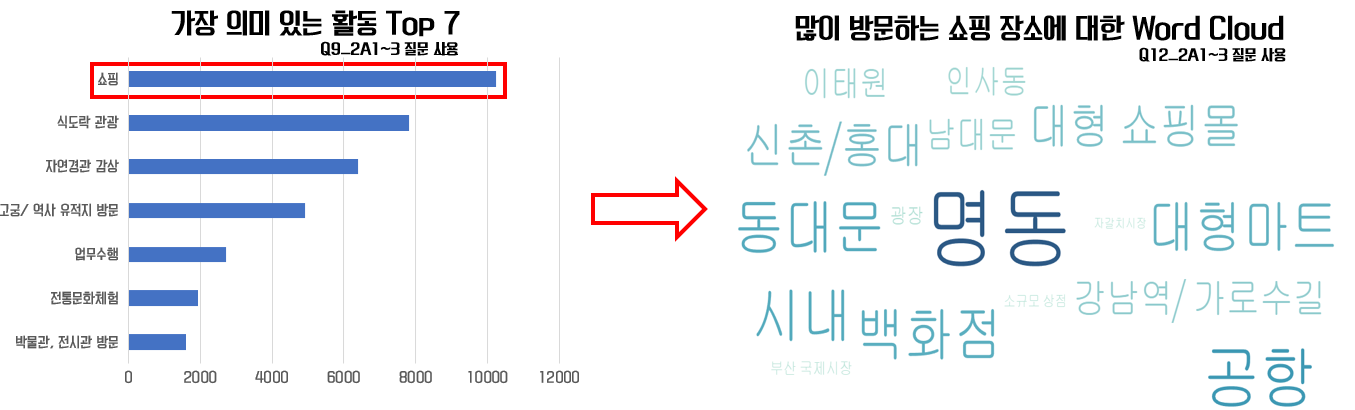 가장 의미 있는 활동 Top 7
Q9_2A1~3 질문 사용
쇼핑
식도락 관광
자연경관 감상
고궁/ 역사 유적지 방문
업무수행
전통문화체험
박물관, 전시관 방문
0 2000 4000 6000 8000 10000 12000
많이 방문하는 쇼핑 장소에 대한 Word Cloud
Q12_2A1~3 질문 사용
이태원 인사동
신촌/홍대 남대문 대형 쇼핑몰
동대문 광장 명동 자갈치시장 대형마트
시내 백화점 소규모 상점 강남역/가로수길
부산 국제시장 공항